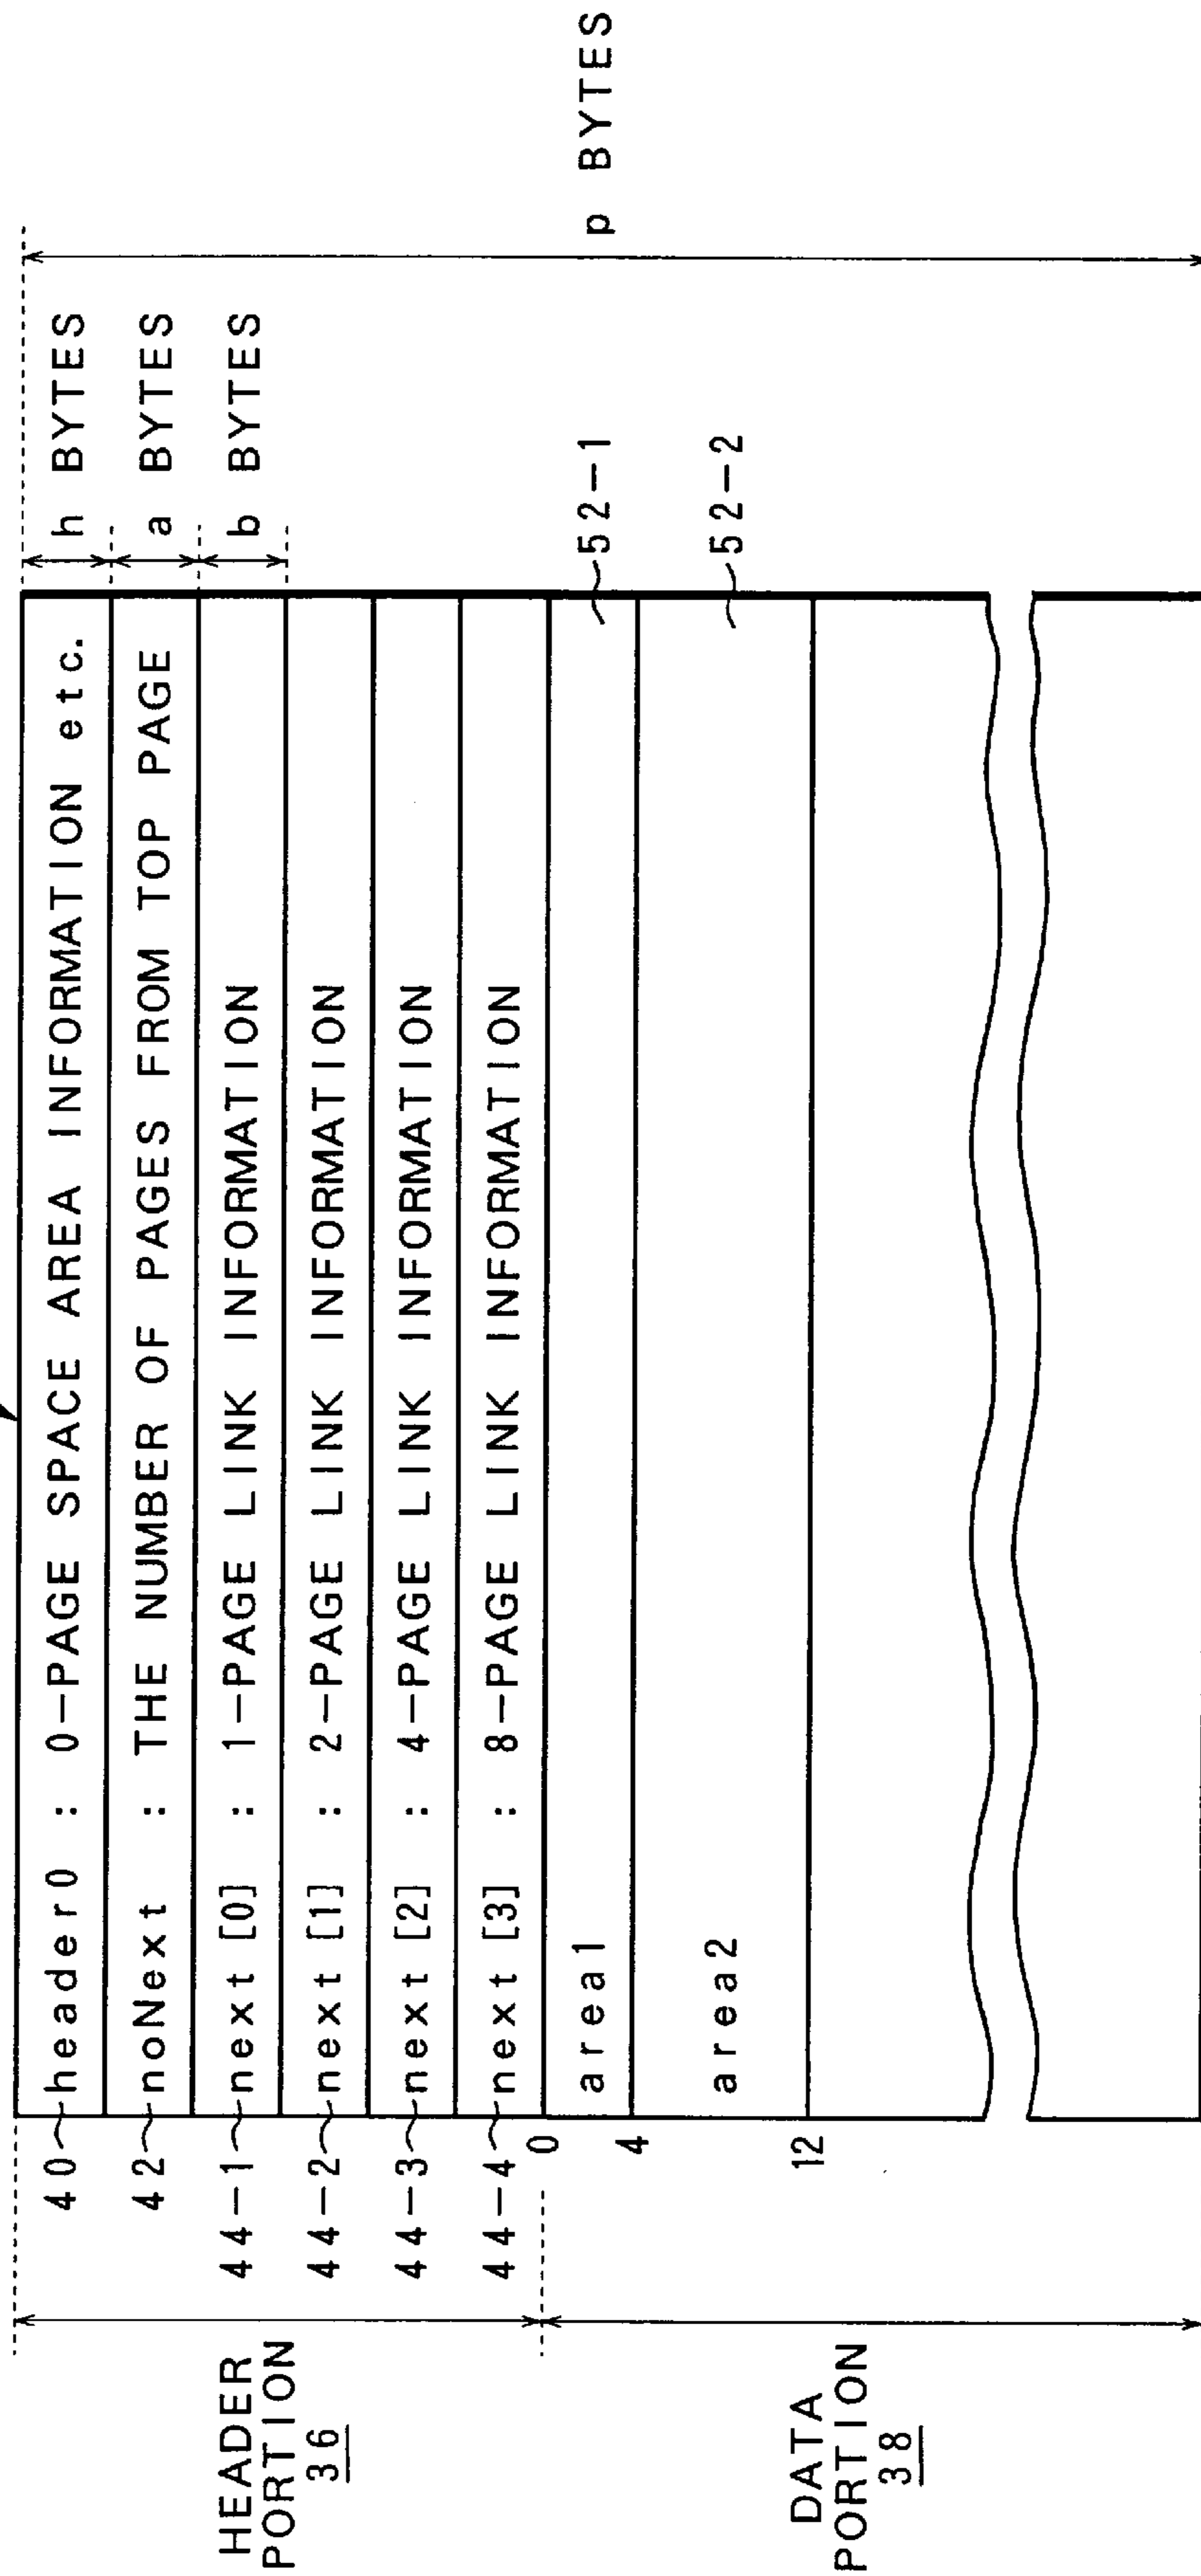 h BYTES
a BYTES
b BYTES
p BYTES
HEADER
PORTION
36
40 header0 : 0-PAGE SPACE AREA INFORMATION etc.
42 noNext : THE NUMBER OF PAGES FROM TOP PAGE
44-1 next [0] : 1-PAGE LINK INFORMATION
44-2 next [1] : 2-PAGE LINK INFORMATION
44-3 next [2] : 4-PAGE LINK INFORMATION
44-4 next [3] : 8-PAGE LINK INFORMATION
0
area1 52-1
4
area2 52-2
12
DATA
PORTION
38